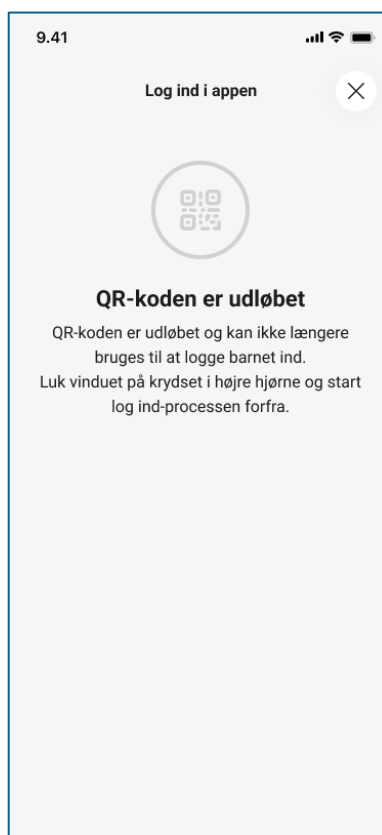 9.41
Log ind i appen
QR-koden er udløbet
QR-koden er udløbet og kan ikke længere
bruges til at logge barnet ind.
Luk vinduet på krydset i højre hjørne og start
log ind-processen forfra.